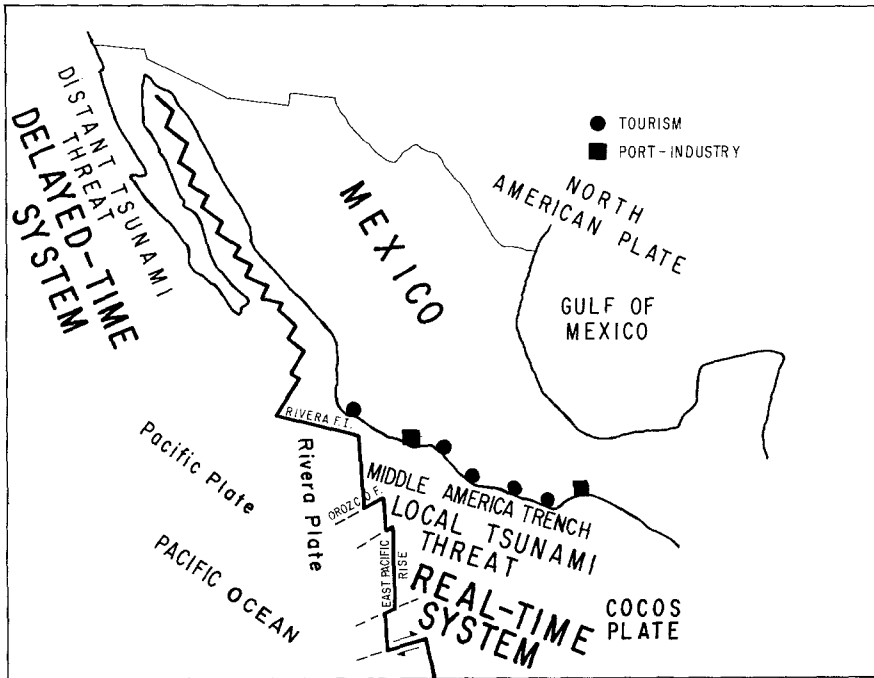 DISTANT TSUNAMI
THREAT
DELAYED-TIME
SYSTEM
MEXICO
TOURISM
PORT-INDUSTRY
NORTH
AMERICAN PLATE
GULF OF
MEXICO
RIVERA F.I.
Pacific Plate
Rivera Plate
OROZCO F.
MIDDLE AMERICA TRENCH
LOCAL TSUNAMI
THREAT
PACIFIC OCEAN
EAST PACIFIC
RISE
REAL-TIME
SYSTEM
COCOS
PLATE